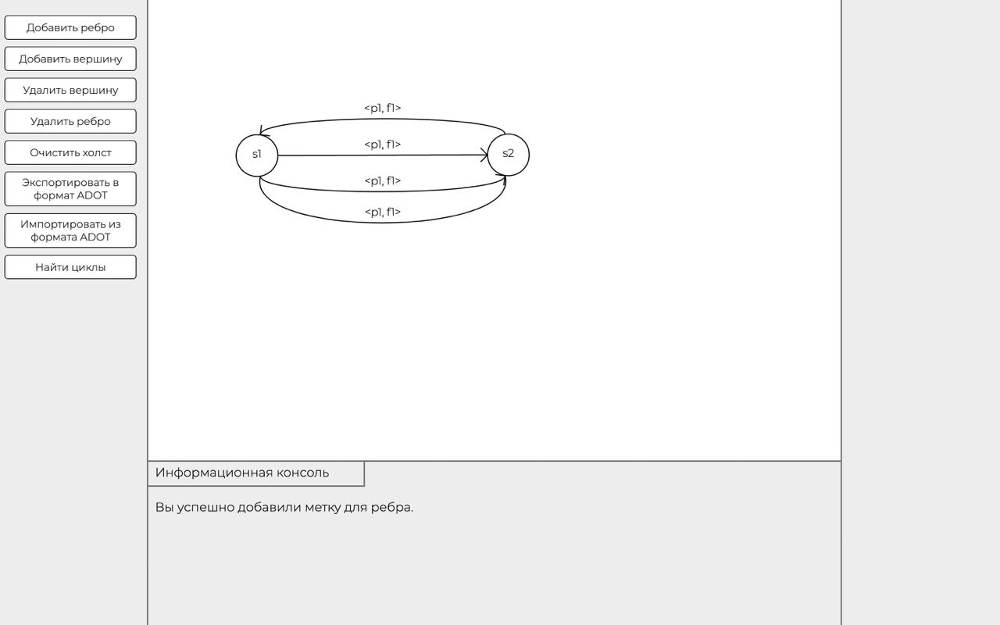 Добавить ребро
Добавить вершину
Удалить вершину
Удалить ребро
Очистить холст
Экспортировать в
формат ADOT
Импортировать из
формата ADOT
Найти циклы
<p1, f1>
<p1, f1>
s1
s2
<p1, f1>
<p1, f1>
Информационная консоль
Вы успешно добавили метку для ребра.